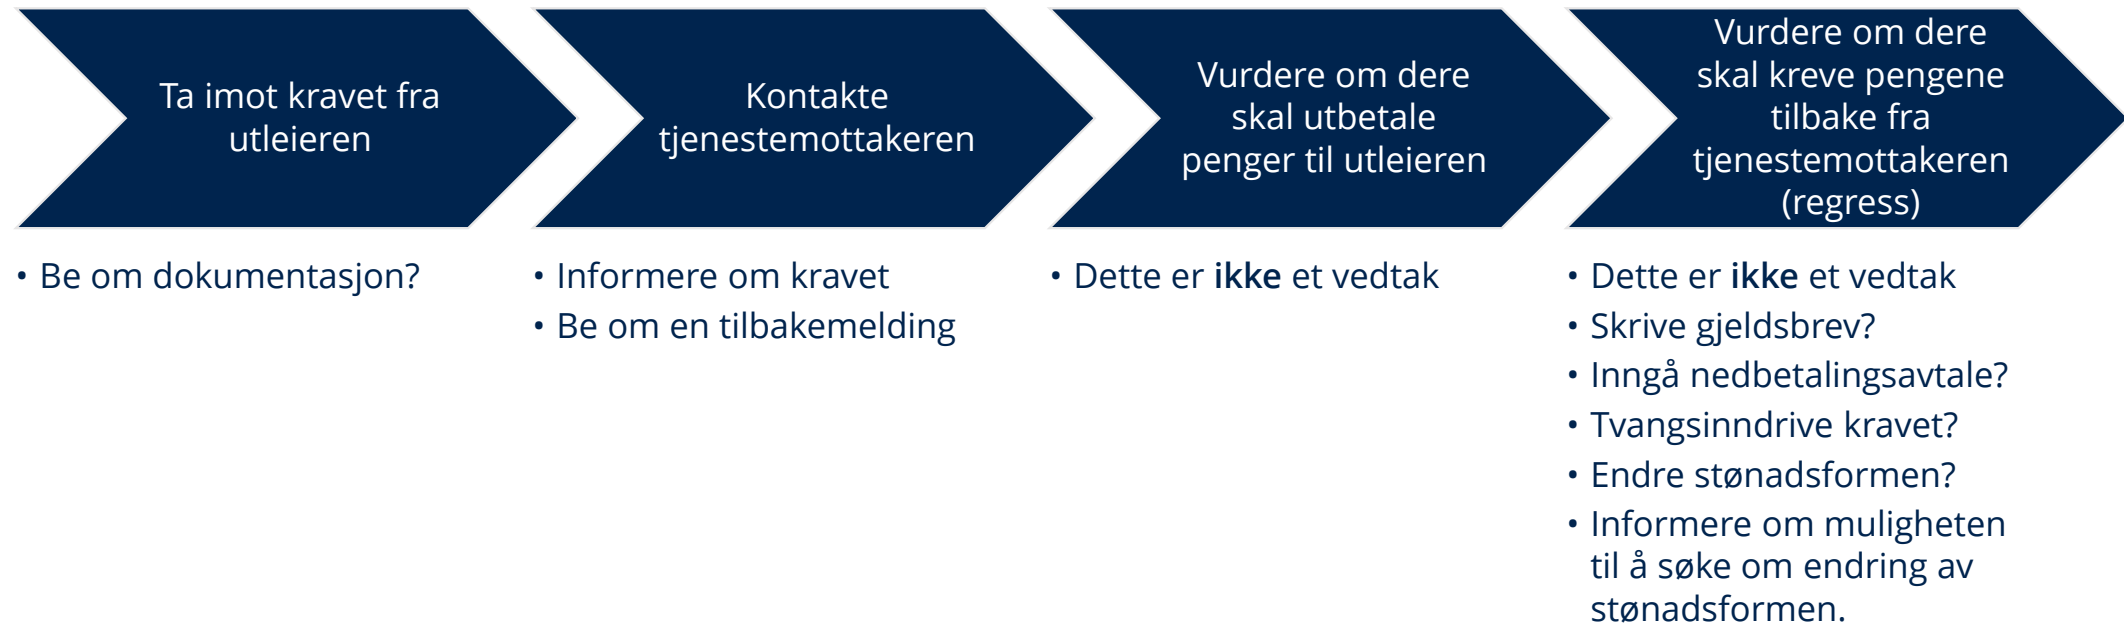 Ta imot kravet fra
utleieren
• Be om dokumentasjon?
Kontakte
tjenestemottakeren
• Informere om kravet
• Be om en tilbakemelding
Vurdere om dere
skal utbetale
penger til utleieren
• Dette er ikke et vedtak
Vurdere om dere
skal kreve pengene
tilbake fra
tjenestemottakeren
(regress)
• Dette er ikke et vedtak
• Skrive gjeldsbrev?
• Inngå nedbetalingsavtale?
• Tvangsinndrive kravet?
• Endre stønadsformen?
• Informere om muligheten
til å søke om endring av
stønadsformen.